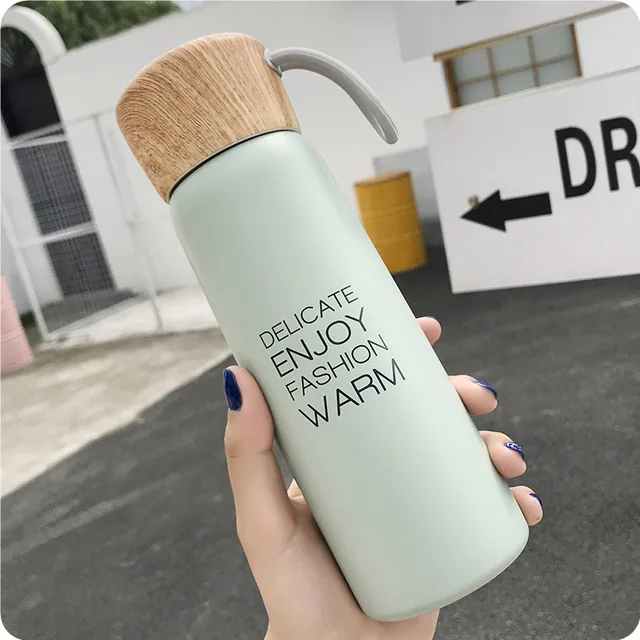 DELICATE
ENJOY
FASHION
WARM
DR